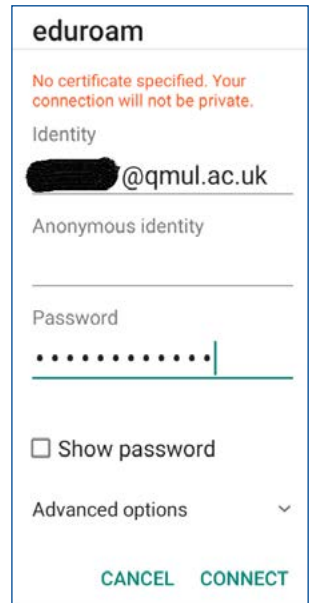 eduroam
No certificate specified. Your
connection will not be private.
Identity
@qmul.ac.uk
Anonymous identity
Password
••••••••••••
Show password
Advanced options
CANCEL CONNECT